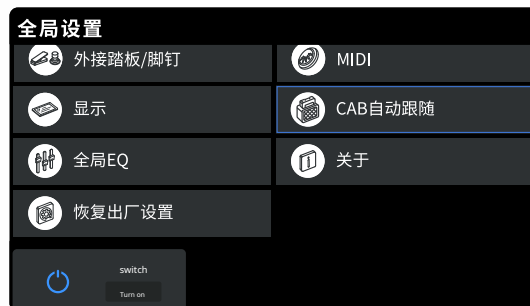 全局设置
外接踏板/脚钉
MIDI
显示
CAB自动跟随
全局EQ
关于
恢复出厂设置
switch
Turn on